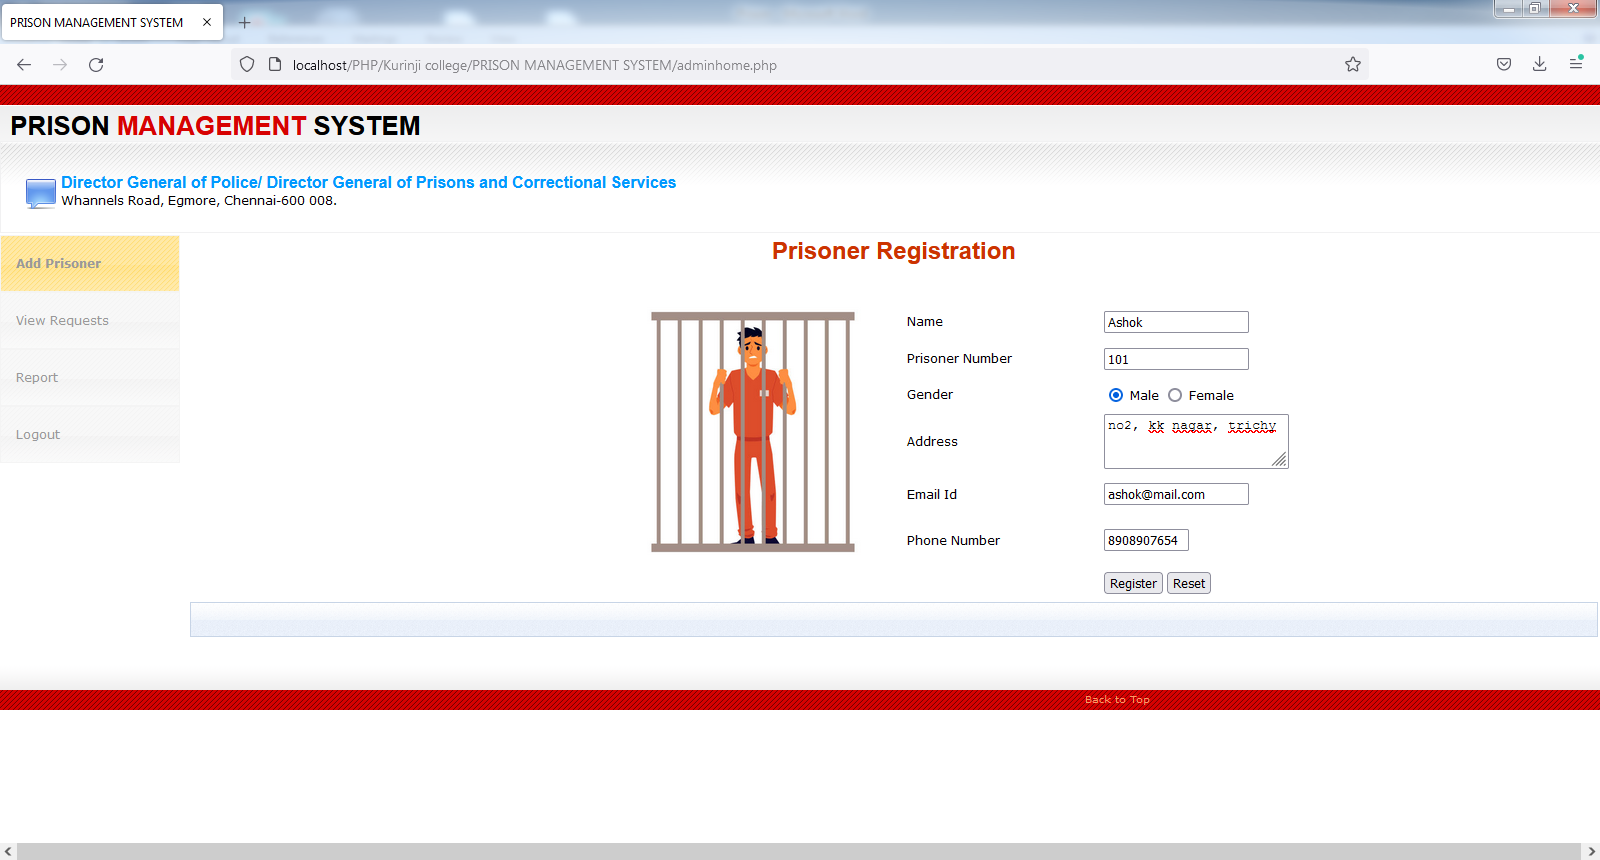 PRISON MANAGEMENT SYSTEM
localhost/PHP/Kurinji college/PRISON MANAGEMENT SYSTEM/adminhome.php
PRISON MANAGEMENT SYSTEM
Director General of Police/ Director General of Prisons and Correctional Services
Whannels Road, Egmore, Chennai-600 008.
Add Prisoner
View Requests
Report
Logout
Prisoner Registration
Name Ashok
Prisoner Number 101
Gender Male Female
Address no2, kk nagar, trichy
Email Id ashok@mail.com
Phone Number 8908907654
Register Reset
Back to Top